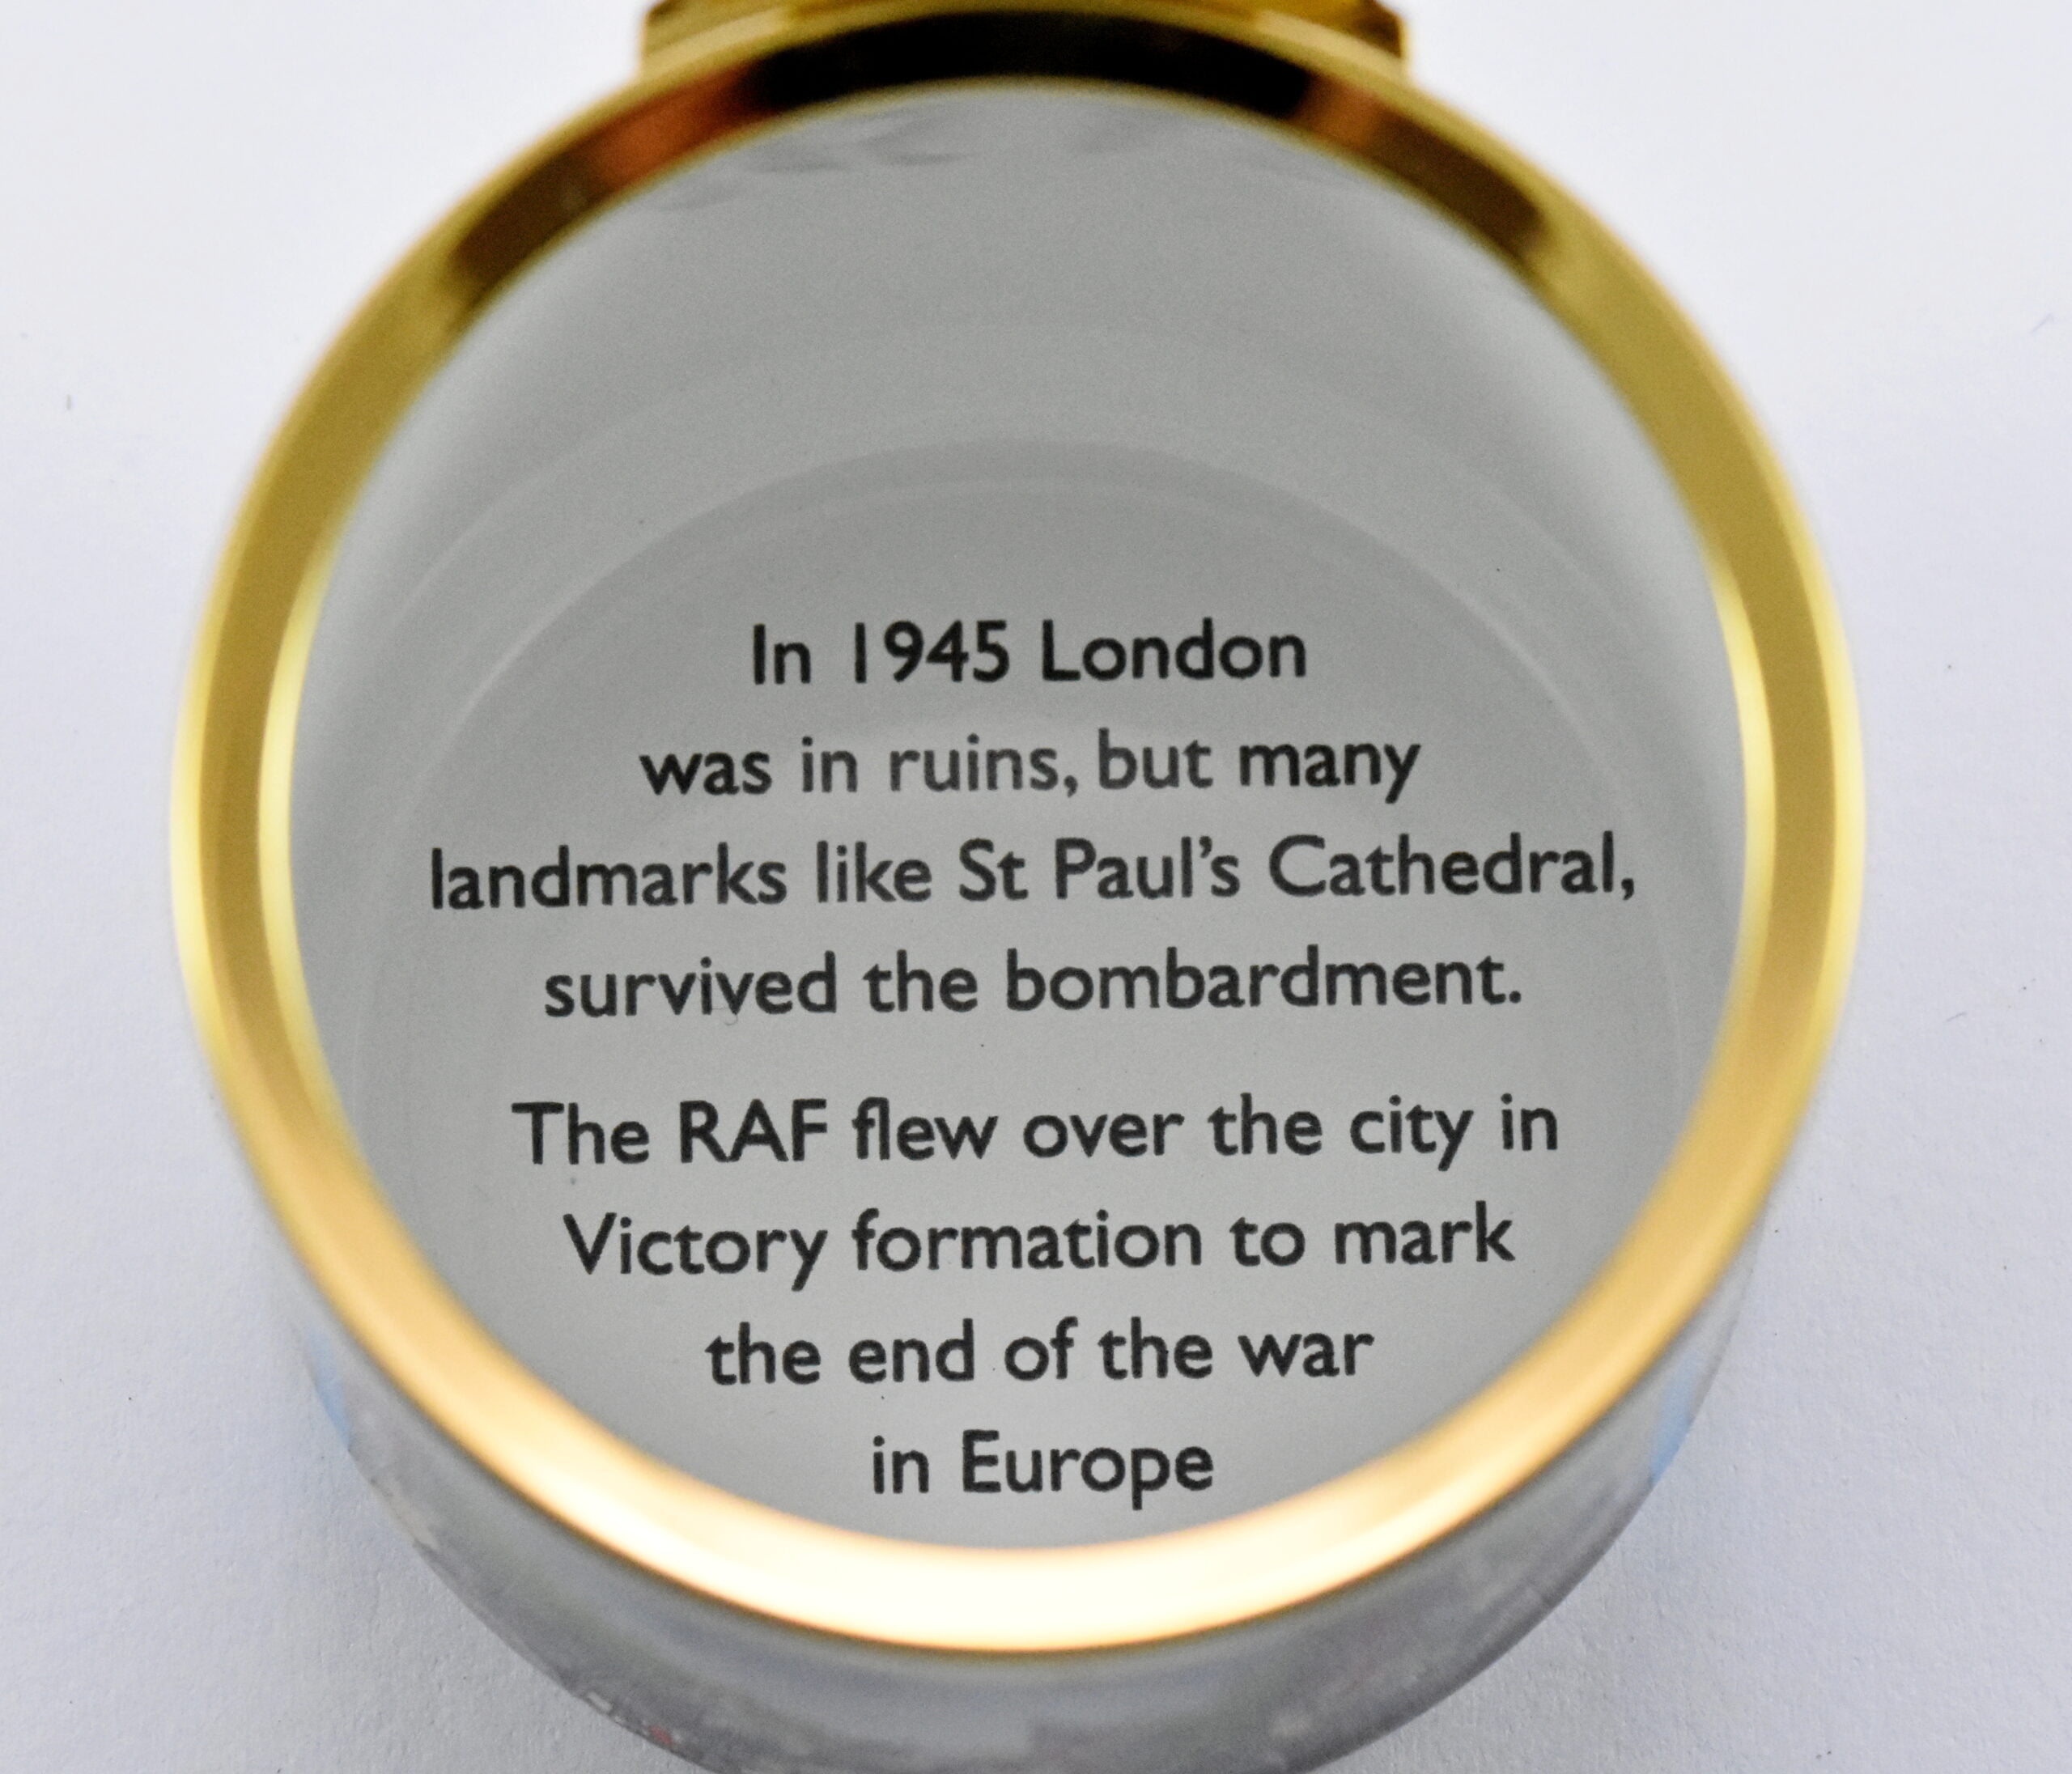 In 1945 London
was in ruins, but many
landmarks like St Paul’s Cathedral,
survived the bombardment.
The RAF flew over the city in
Victory formation to mark
the end of the war
in Europe